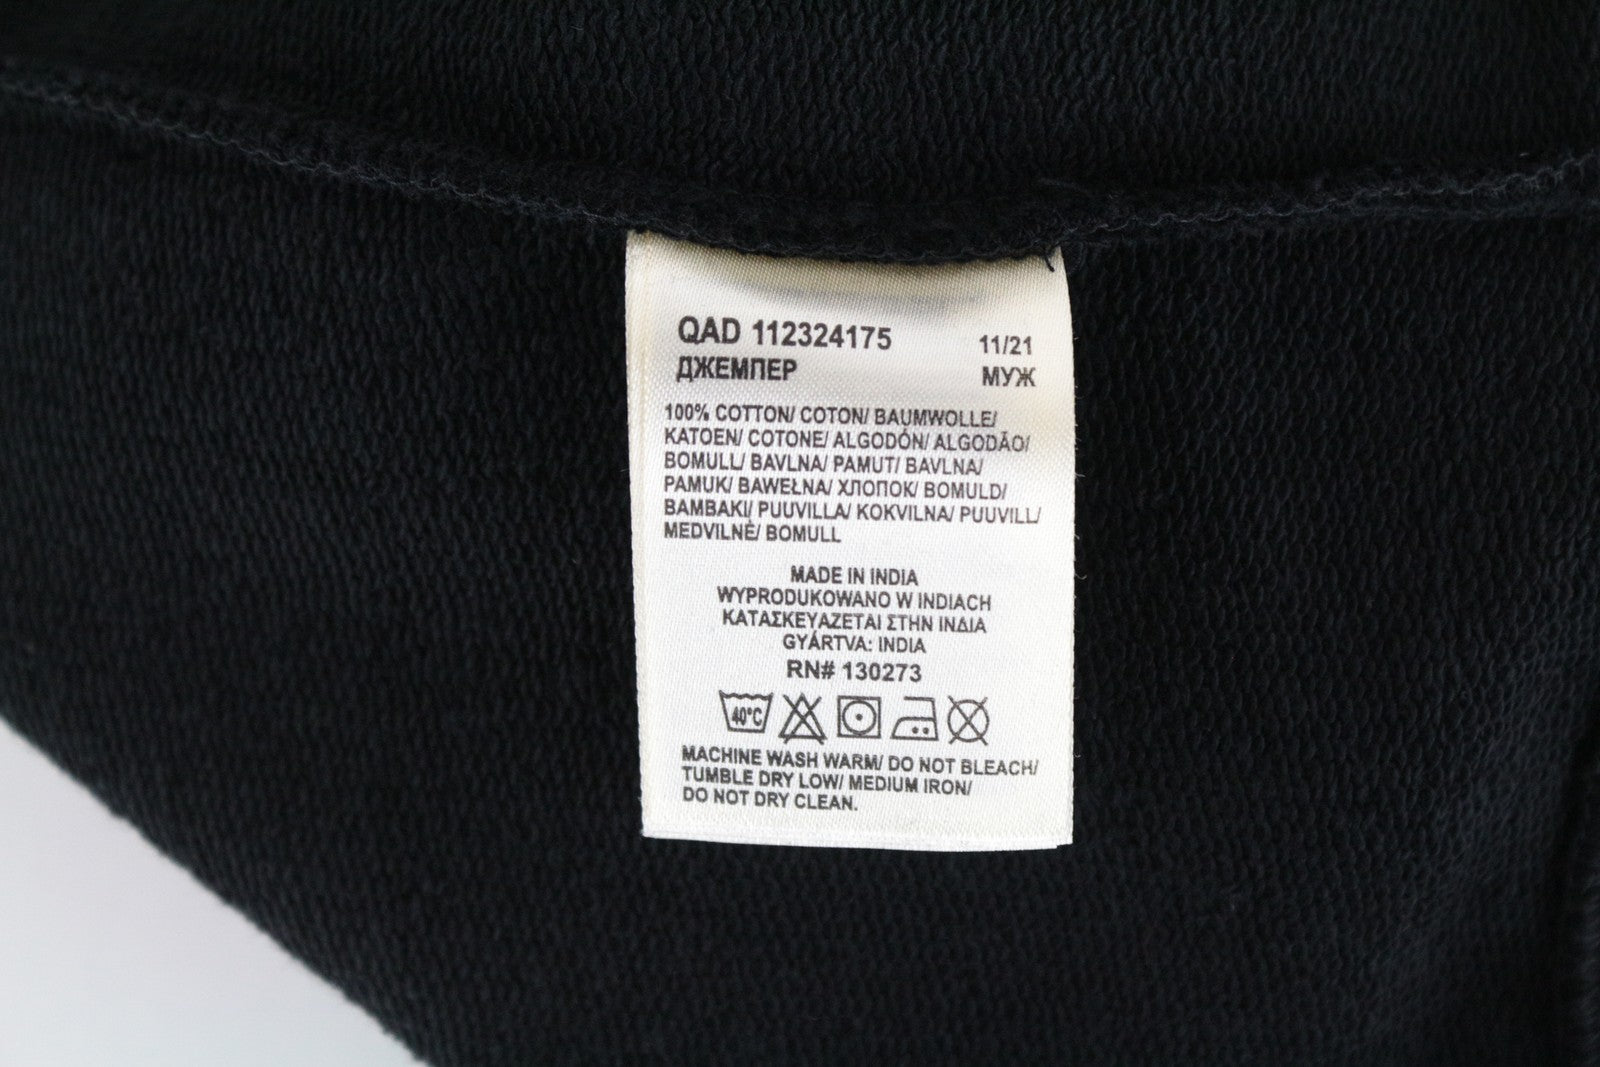 QAD 112324175 11/21
ДЖЕМПЕР МУЖ
100% COTTON/ COTON/ BAUMWOLLE/
KATOEN/ COTONE/ ALGODÓN/ ALGODÃO/
BOMULL/ BAVLNA/ PAMUT/ BAVLNA/
PAMUK/ BAWEŁNA/ ХЛОПОК/ BOMULD/
BAMBAKI/ PUUVILLA/ KOKVILNA/ PUUVILL/
MEDVILNĖ/ BOMULL
MADE IN INDIA
WYPRODUKOWANO W INDIACH
ΚΑΤΑΣΚΕΥΑΖΕΤΑΙ ΣΤΗΝ ΙΝΔΙΑ
GYÁRTVA: INDIA
RN# 130273
40°C
MACHINE WASH WARM/ DO NOT BLEACH/
TUMBLE DRY LOW/ MEDIUM IRON/
DO NOT DRY CLEAN.